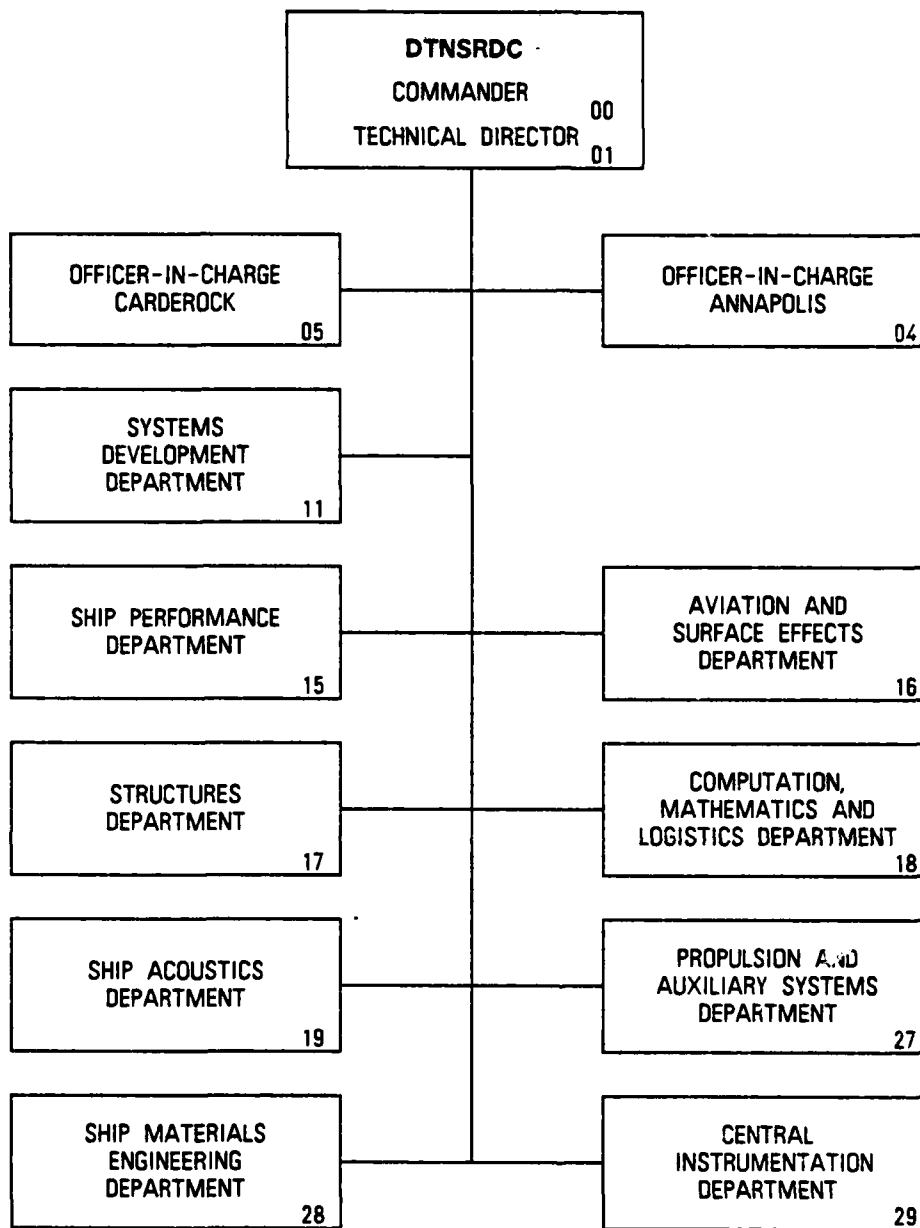 DTNSRDC
COMMANDER
00
TECHNICAL DIRECTOR
01
OFFICER-IN-CHARGE
CARDEROCK
05
OFFICER-IN-CHARGE
ANNAPOLIS
04
SYSTEMS
DEVELOPMENT
DEPARTMENT
11
SHIP PERFORMANCE
DEPARTMENT
15
AVIATION AND
SURFACE EFFECTS
DEPARTMENT
16
STRUCTURES
DEPARTMENT
17
COMPUTATION,
MATHEMATICS AND
LOGISTICS DEPARTMENT
18
SHIP ACOUSTICS
DEPARTMENT
19
PROPULSION AND
AUXILIARY SYSTEMS
DEPARTMENT
27
SHIP MATERIALS
ENGINEERING
DEPARTMENT
28
CENTRAL
INSTRUMENTATION
DEPARTMENT
29